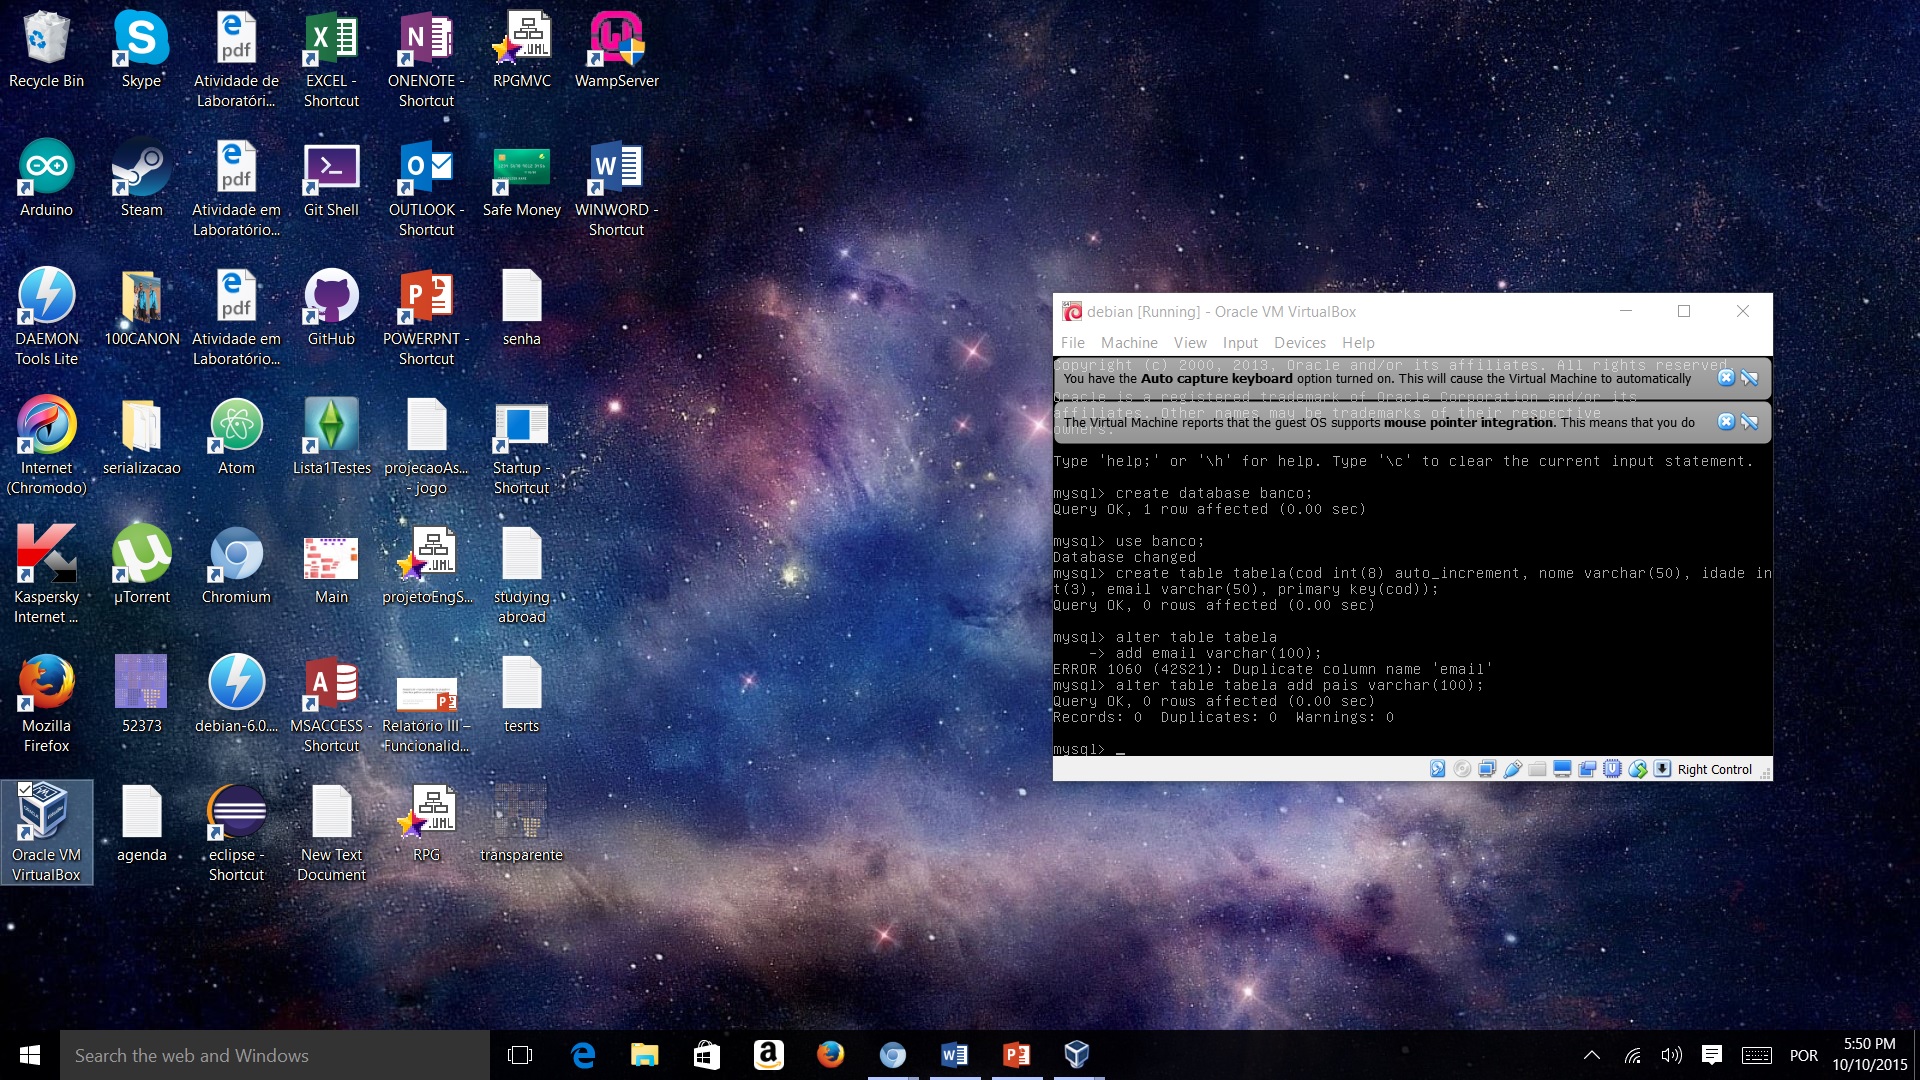 Recycle Bin
Skype
Atividade de
Laboratóri...
EXCEL -
Shortcut
ONENOTE -
Shortcut
RPGMVC
WampServer
Arduino
Steam
Atividade em
Laboratório...
Git Shell
OUTLOOK -
Shortcut
Safe Money
WINWORD -
Shortcut
DAEMON
Tools Lite
100CANON
Atividade em
Laboratório...
GitHub
POWERPNT -
Shortcut
senha
Internet
(Chromodo)
serializacao
Atom
Lista1Testes
projecaoAs...
- jogo
Startup -
Shortcut
Kaspersky
Internet ...
µTorrent
Chromium
Main
projetoEngS...
studying
abroad
Mozilla
Firefox
52373
debian-6.0....
MSACCESS -
Shortcut
Relatório III –
Funcionalid...
tesrts
Oracle VM
VirtualBox
agenda
eclipse -
Shortcut
New Text
Document
RPG
transparente
debian [Running] - Oracle VM VirtualBox
File Machine View Input Devices Help
Copyright (c) 2000, 2013, Oracle and/or its affiliates. All rights reserved
You have the Auto capture keyboard option turned on. This will cause the Virtual Machine to automatically
Oracle is a registered trademark of Oracle Corporation and/or its
affiliates. Other names may be trademarks of their respective
The Virtual Machine reports that the guest OS supports mouse pointer integration. This means that you do
owners.
Type 'help;' or '\h' for help. Type '\c' to clear the current input statement.
mysql> create database banco;
Query OK, 1 row affected (0.00 sec)
mysql> use banco;
Database changed
mysql> create table tabela(cod int(8) auto_increment, nome varchar(50), idade in
t(3), email varchar(50), primary key(cod));
Query OK, 0 rows affected (0.00 sec)
mysql> alter table tabela
-> add email varchar(100);
ERROR 1060 (42S21): Duplicate column name 'email'
mysql> alter table tabela add pais varchar(100);
Query OK, 0 rows affected (0.00 sec)
Records: 0 Duplicates: 0 Warnings: 0
mysql> _
Right Control
Search the web and Windows
POR
5:50 PM
10/10/2015